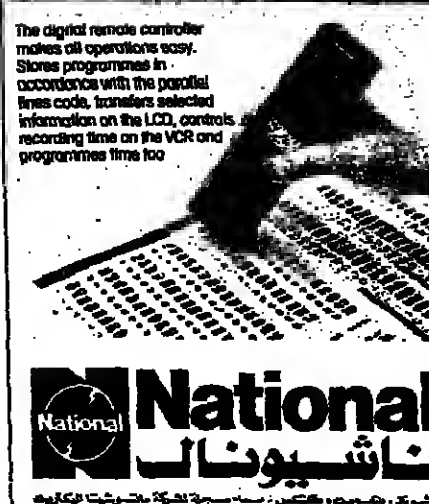 The digital remote controller
makes all operations easy.
Stores programmes in
accordance with the parallel
lines code, transfers selected
information on the LCD, controls
recording time on the VCR and
programmes time too
National
National
ناشيونال